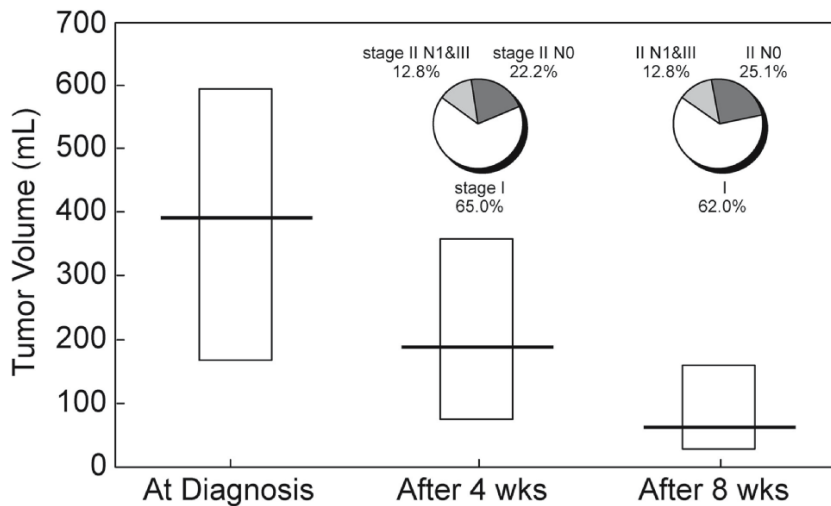 700
600
500
400
300
200
100
0
Tumor Volume (mL)
stage II N1&III
12.8%
stage II N0
22.2%
stage I
65.0%
II N1&III
12.8%
II N0
25.1%
I
62.0%
At Diagnosis
After 4 wks
After 8 wks